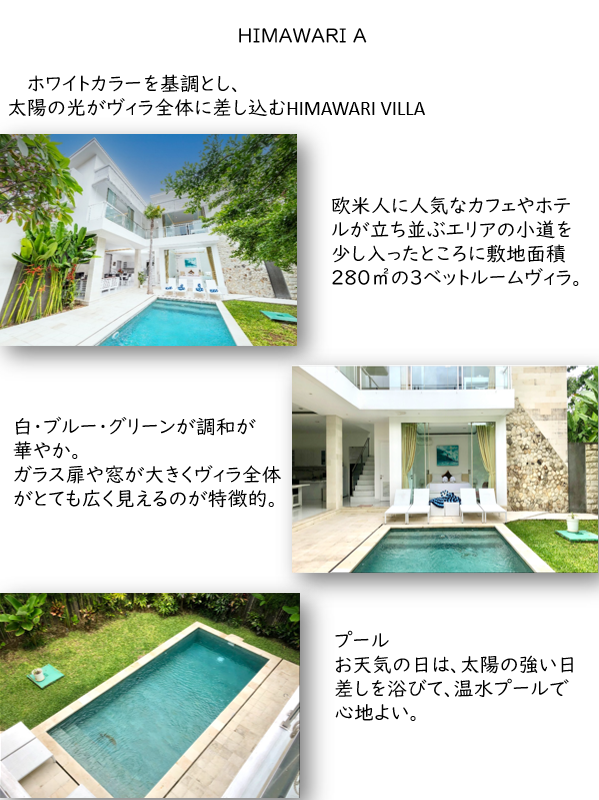 HIMAWARI A
ホワイトカラーを基調とし、
太陽の光がヴィラ全体に差し込むHIMAWARI VILLA
欧米人に人気なカフェやホテ
ルが立ち並ぶエリアの小道を
少し入ったところに敷地面積
280㎡の3ベットルームヴィラ。
白・ブルー・グリーンが調和が
華やか。
ガラス扉や窓が大きくヴィラ全体
がとても広く見えるのが特徴的。
プール
お天気の日は、太陽の強い日
差しを浴びて、温水プールで
心地よい。